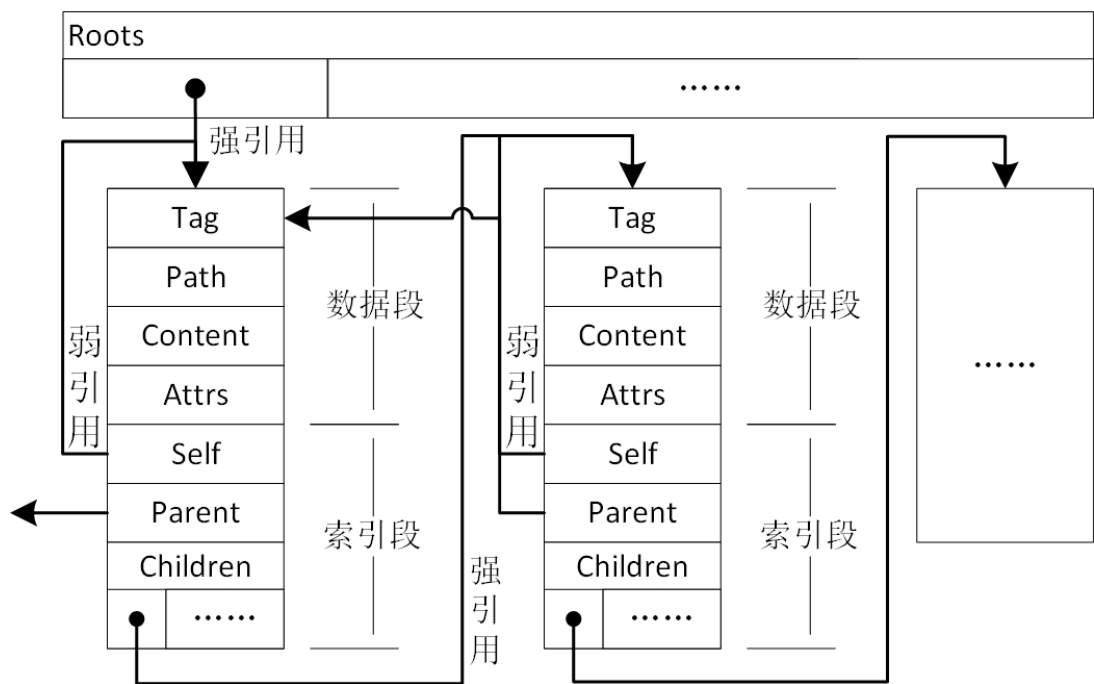 Roots
……
强引用
Tag
Path
Content
Attrs
Self
Parent
Children
……
弱引用
数据段
索引段
强引用
Tag
Path
Content
Attrs
Self
Parent
Children
……
弱引用
数据段
索引段
……